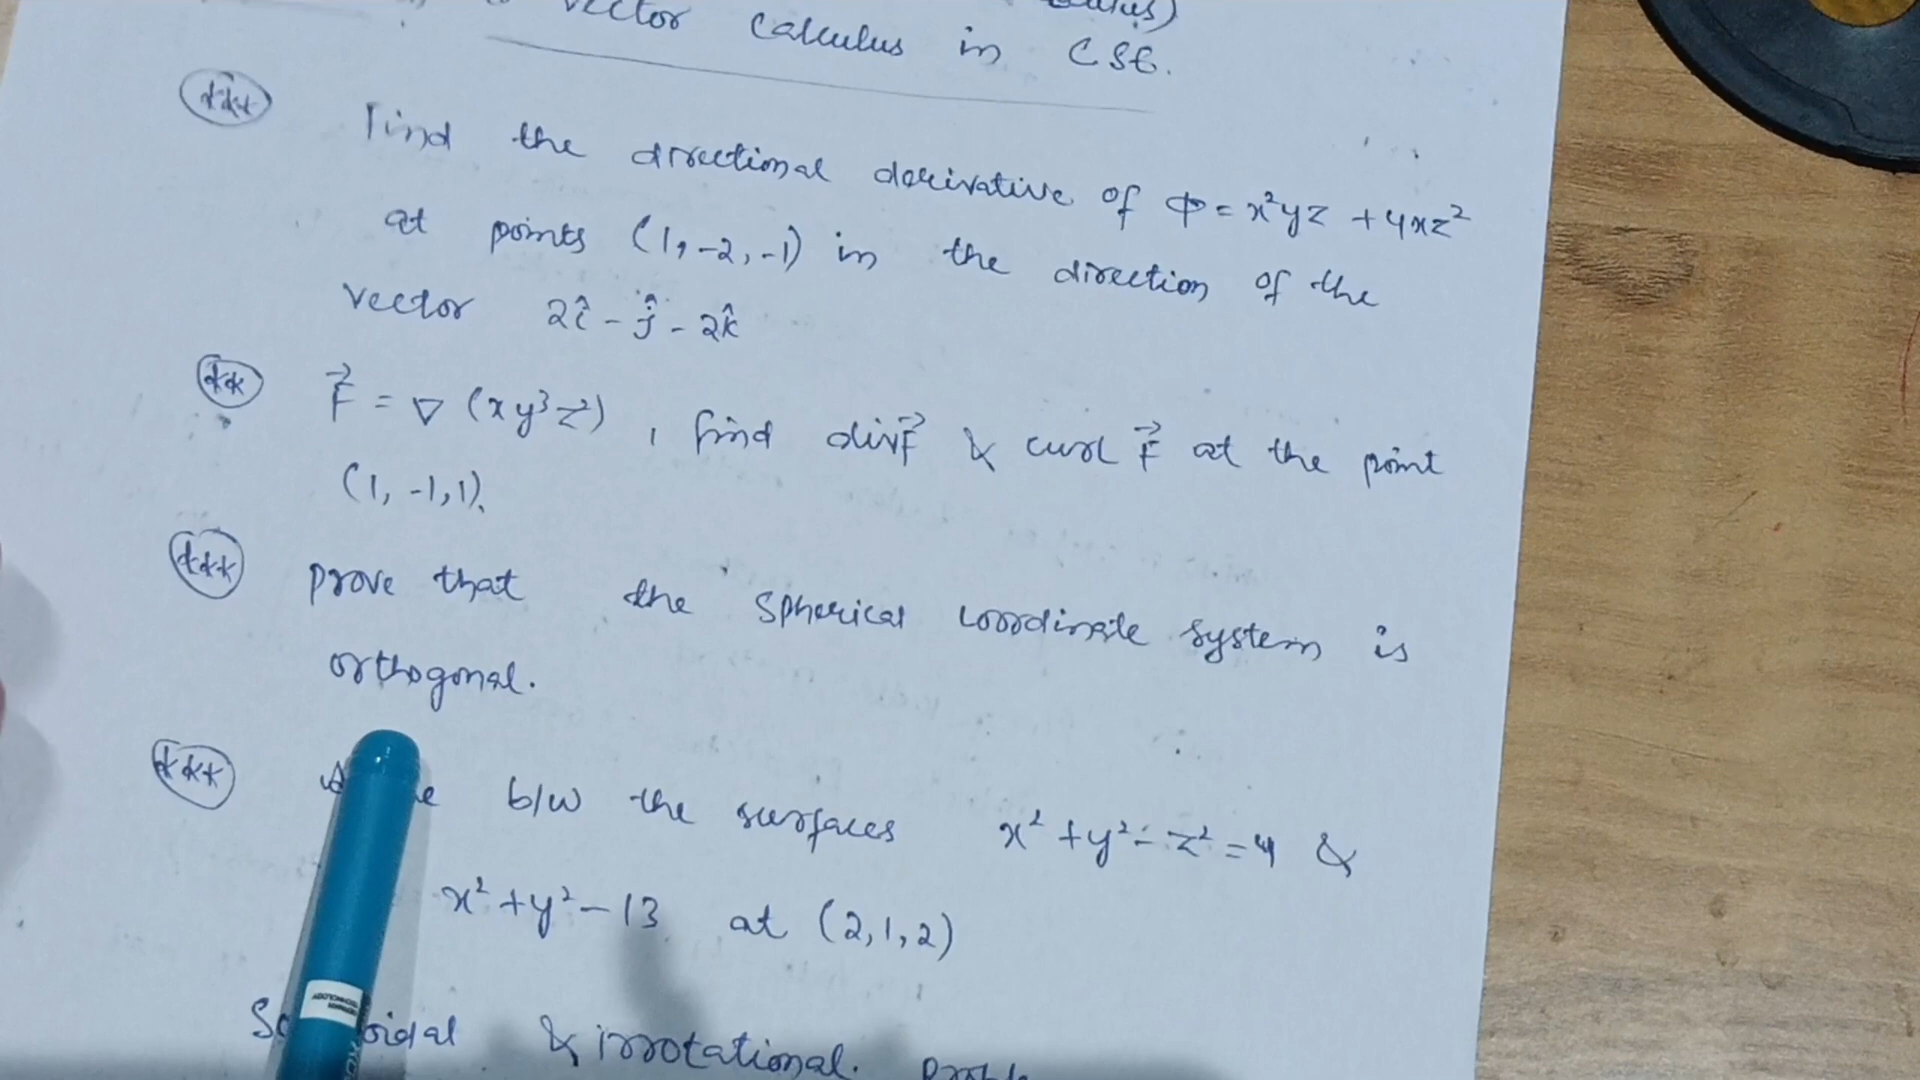 vector calculus in CSE.
*** Find the directional derivative of Φ = x²yz + 4xz²
at points (1, -2, -1) in the direction of the
vector 2î - ĵ - 2k̂
** F⃗ = ∇ (xy³z²), find div F⃗ & curl F⃗ at the point
(1, -1, 1).
*** prove that the spherical coordinate system is
orthogonal.
*** b/w the surfaces x² + y² - z² = 4 &
x² + y² - 13 at (2, 1, 2)
& irrotational.